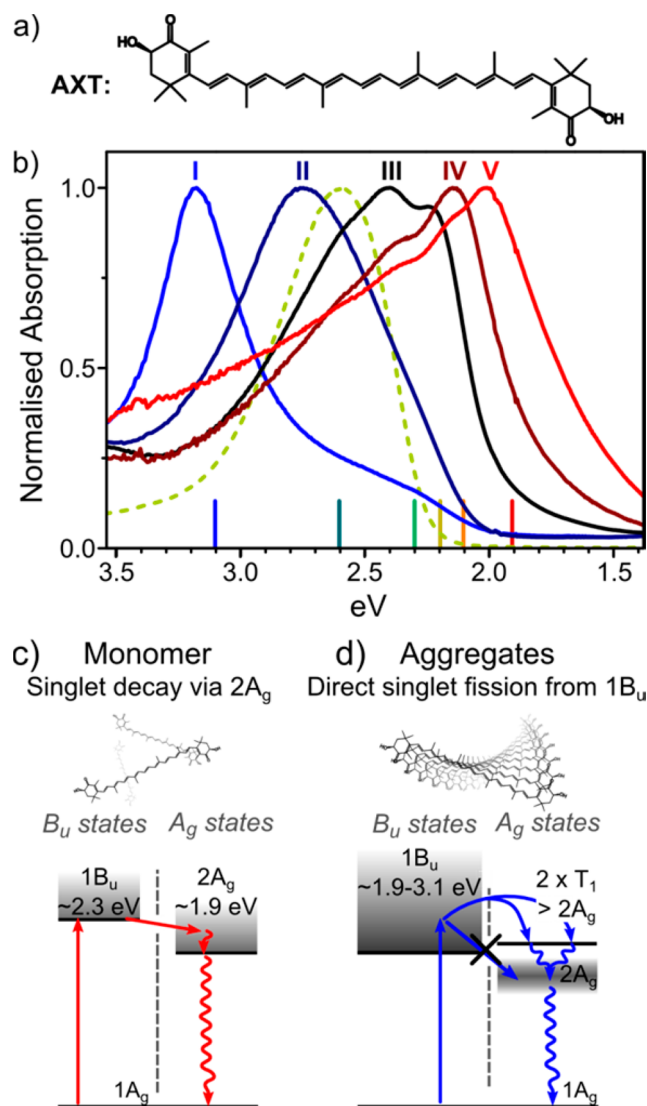 a)
HO
O
AXT:
OH
O
b)
I II III IV V
Normalised Absorption
1.0
0.5
0.0
3.5 3.0 2.5 2.0 1.5
eV
c) Monomer
Singlet decay via 2Ag
Bu states Ag states
1Bu
~2.3 eV
2Ag
~1.9 eV
1Ag
d) Aggregates
Direct singlet fission from 1Bu
Bu states Ag states
1Bu
~1.9-3.1 eV
2 x T1
> 2Ag
2Ag
1Ag